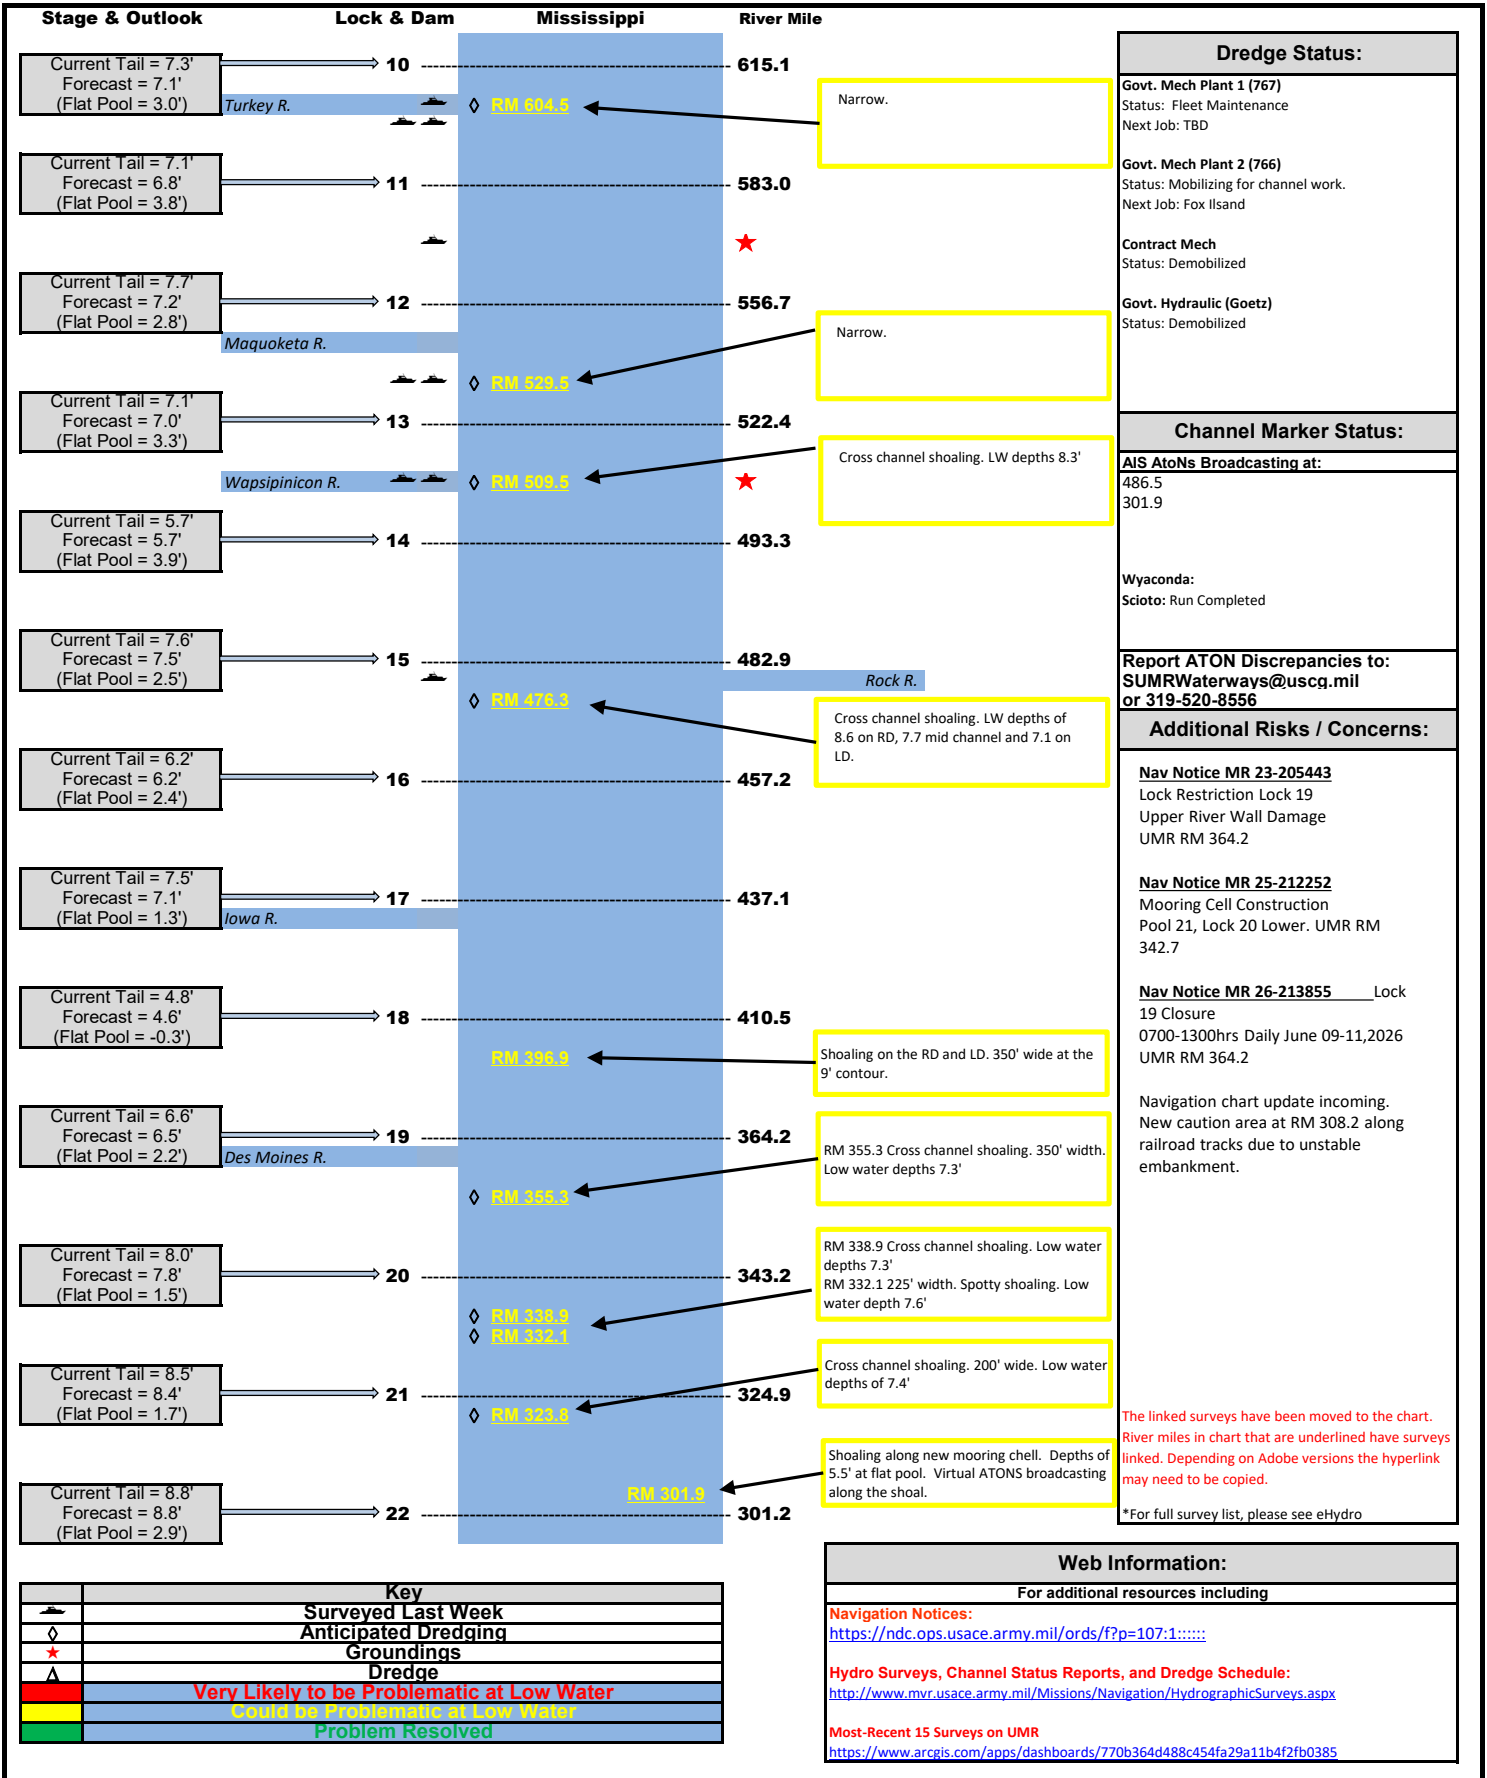 Stage & Outlook Lock & Dam Mississippi River Mile
Current Tail = 7.3'
Forecast = 7.1'
(Flat Pool = 3.0')
10 615.1
Turkey R.
RM 604.5
Narrow.
Current Tail = 7.1'
Forecast = 6.8'
(Flat Pool = 3.8')
11 583.0
Current Tail = 7.7'
Forecast = 7.2'
(Flat Pool = 2.8')
12 556.7
Maquoketa R.
Narrow.
RM 529.5
Current Tail = 7.1'
Forecast = 7.0'
(Flat Pool = 3.3')
13 522.4
Cross channel shoaling. LW depths 8.3'
Wapsipinicon R.
RM 509.5
Current Tail = 5.7'
Forecast = 5.7'
(Flat Pool = 3.9')
14 493.3
Current Tail = 7.6'
Forecast = 7.5'
(Flat Pool = 2.5')
15 482.9
Rock R.
RM 476.3
Cross channel shoaling. LW depths of
8.6 on RD, 7.7 mid channel and 7.1 on
LD.
Current Tail = 6.2'
Forecast = 6.2'
(Flat Pool = 2.4')
16 457.2
Current Tail = 7.5'
Forecast = 7.1'
(Flat Pool = 1.3')
17 437.1
Iowa R.
Current Tail = 4.8'
Forecast = 4.6'
(Flat Pool = -0.3')
18 410.5
RM 396.9
Shoaling on the RD and LD. 350' wide at the
9' contour.
Current Tail = 6.6'
Forecast = 6.5'
(Flat Pool = 2.2')
19 364.2
Des Moines R.
RM 355.3 Cross channel shoaling. 350' width.
Low water depths 7.3'
RM 355.3
Current Tail = 8.0'
Forecast = 7.8'
(Flat Pool = 1.5')
20 343.2
RM 338.9 Cross channel shoaling. Low water
depths 7.3'
RM 332.1 225' width. Spotty shoaling. Low
water depth 7.6'
RM 338.9
RM 332.1
Current Tail = 8.5'
Forecast = 8.4'
(Flat Pool = 1.7')
21 324.9
Cross channel shoaling. 200' wide. Low water
depths of 7.4'
RM 323.8
Shoaling along new mooring chell. Depths of
5.5' at flat pool. Virtual ATONS broadcasting
along the shoal.
RM 301.9
Current Tail = 8.8'
Forecast = 8.8'
(Flat Pool = 2.9')
22 301.2
Dredge Status:
Govt. Mech Plant 1 (767)
Status: Fleet Maintenance
Next Job: TBD
Govt. Mech Plant 2 (766)
Status: Mobilizing for channel work.
Next Job: Fox Ilsand
Contract Mech
Status: Demobilized
Govt. Hydraulic (Goetz)
Status: Demobilized
Channel Marker Status:
AIS AtoNs Broadcasting at:
486.5
301.9
Wyaconda:
Scioto: Run Completed
Report ATON Discrepancies to:
SUMRWaterways@uscg.mil
or 319-520-8556
Additional Risks / Concerns:
Nav Notice MR 23-205443
Lock Restriction Lock 19
Upper River Wall Damage
UMR RM 364.2
Nav Notice MR 25-212252
Mooring Cell Construction
Pool 21, Lock 20 Lower. UMR RM
342.7
Nav Notice MR 26-213855 Lock
19 Closure
0700-1300hrs Daily June 09-11,2026
UMR RM 364.2
Navigation chart update incoming.
New caution area at RM 308.2 along
railroad tracks due to unstable
embankment.
The linked surveys have been moved to the chart.
River miles in chart that are underlined have surveys
linked. Depending on Adobe versions the hyperlink
may need to be copied.
*For full survey list, please see eHydro
Key
Surveyed Last Week
Anticipated Dredging
Groundings
Dredge
Very Likely to be Problematic at Low Water
Could be Problematic at Low Water
Problem Resolved
Web Information:
For additional resources including
Navigation Notices:
https://ndc.ops.usace.army.mil/ords/f?p=107:1::::::
Hydro Surveys, Channel Status Reports, and Dredge Schedule:
http://www.mvr.usace.army.mil/Missions/Navigation/HydrographicSurveys.aspx
Most-Recent 15 Surveys on UMR
https://www.arcgis.com/apps/dashboards/770b364d488c454fa29a11b4f2fb0385